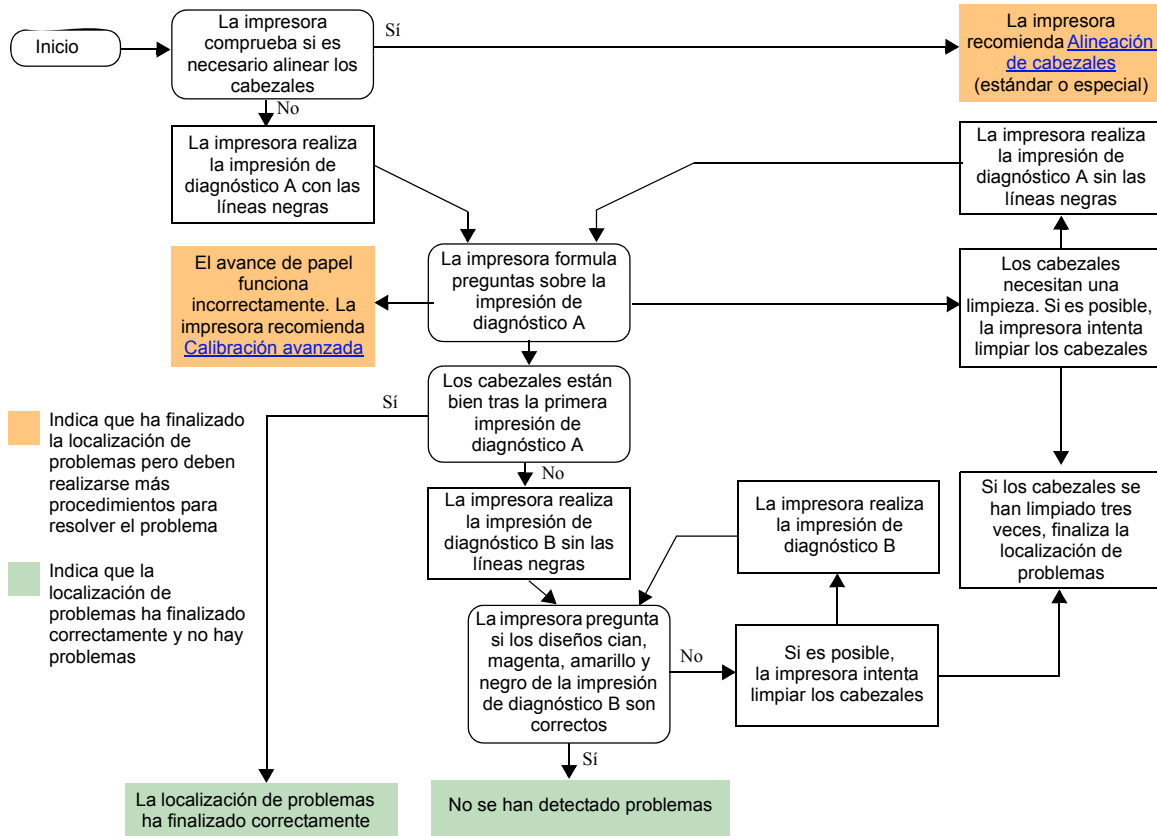 Inicio
La impresora
comprueba si es
necesario alinear los
cabezales
Sí
La impresora
recomienda Alineación
de cabezales
(estándar o especial)
No
La impresora realiza
la impresión de
diagnóstico A con las
líneas negras
La impresora realiza
la impresión de
diagnóstico A sin las
líneas negras
El avance de papel
funciona
incorrectamente. La
impresora recomienda
Calibración avanzada
La impresora formula
preguntas sobre la
impresión de
diagnóstico A
Los cabezales
necesitan una
limpieza. Si es posible,
la impresora intenta
limpiar los cabezales
Sí
Los cabezales están
bien tras la primera
impresión de
diagnóstico A
Indica que ha finalizado
la localización de
problemas pero deben
realizarse más
procedimientos para
resolver el problema
No
La impresora realiza
la impresión de
diagnóstico B sin las
líneas negras
La impresora realiza
la impresión de
diagnóstico B
Si los cabezales se
han limpiado tres
veces, finaliza la
localización de
problemas
Indica que la
localización de
problemas ha finalizado
correctamente y no hay
problemas
La impresora pregunta
si los diseños cian,
magenta, amarillo y
negro de la impresión
de diagnóstico B son
correctos
No
Si es posible,
la impresora intenta
limpiar los cabezales
Sí
La localización de problemas
ha finalizado correctamente
No se han detectado problemas